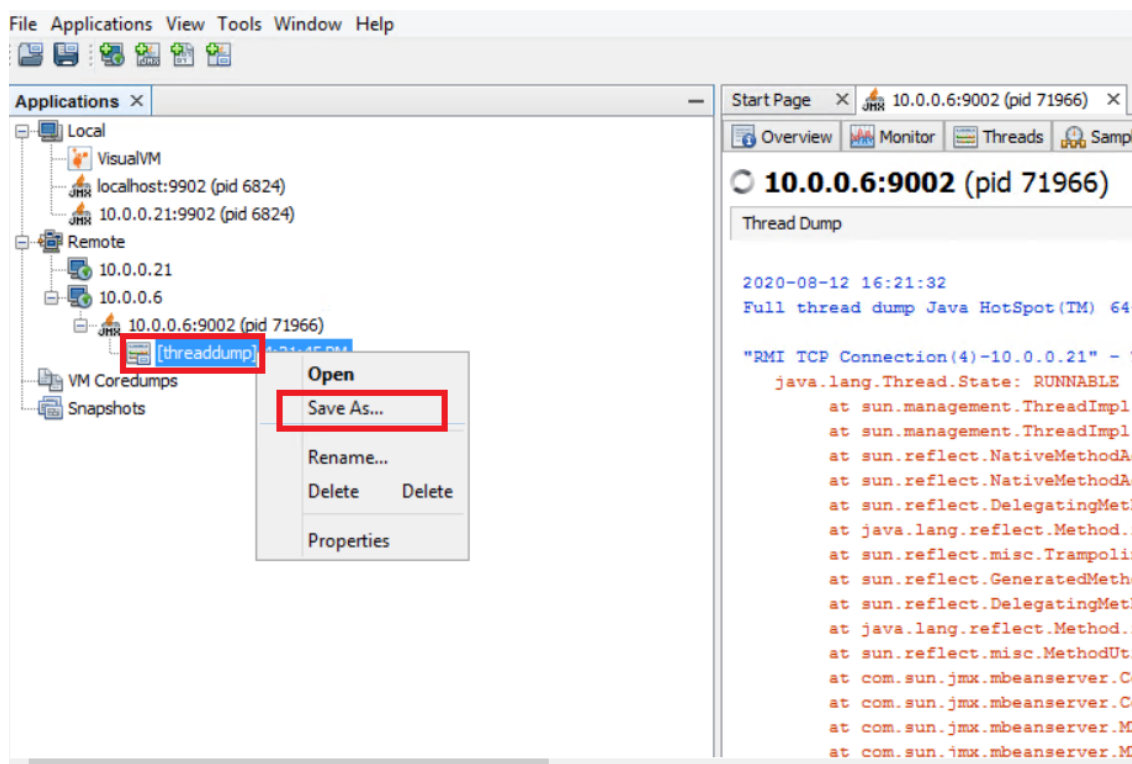 File Applications View Tools Window Help
Applications
Local
VisualVM
localhost:9902 (pid 6824)
10.0.0.21:9902 (pid 6824)
Remote
10.0.0.21
10.0.0.6
10.0.0.6:9002 (pid 71966)
[threaddump]
VM Coredumps
Snapshots
Open
Save As...
Rename...
Delete Delete
Properties
Start Page 10.0.0.6:9002 (pid 71966)
Overview Monitor Threads Samp
10.0.0.6:9002 (pid 71966)
Thread Dump
2020-08-12 16:21:32
Full thread dump Java HotSpot(TM) 64
"RMI TCP Connection(4)-10.0.0.21" -
java.lang.Thread.State: RUNNABLE
at sun.management.ThreadImpl
at sun.management.ThreadImpl
at sun.reflect.NativeMethodA
at sun.reflect.NativeMethodA
at sun.reflect.DelegatingMet
at java.lang.reflect.Method.
at sun.reflect.misc.Trampoli
at sun.reflect.GeneratedMeth
at sun.reflect.DelegatingMet
at java.lang.reflect.Method.
at sun.reflect.misc.MethodUt
at com.sun.jmx.mbeanserver.C
at com.sun.jmx.mbeanserver.C
at com.sun.jmx.mbeanserver.M
at com.sun.jmx.mbeanserver.M